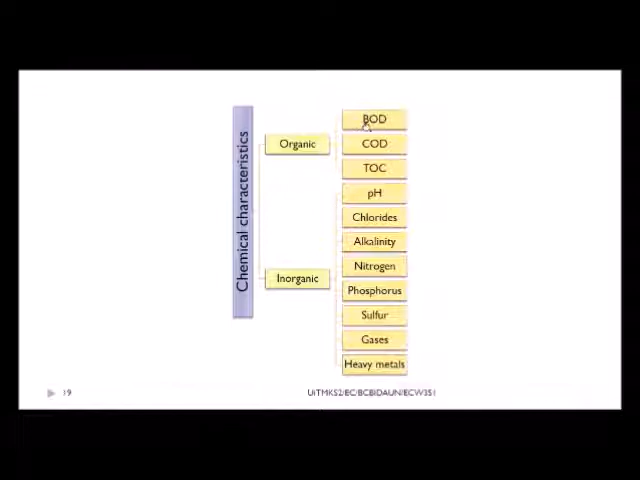 Chemical characteristics
Organic
BOD
COD
TOC
Inorganic
pH
Chlorides
Alkalinity
Nitrogen
Phosphorus
Sulfur
Gases
Heavy metals
19
UiTMKS2/EC/BCBIDAUN/ECW351